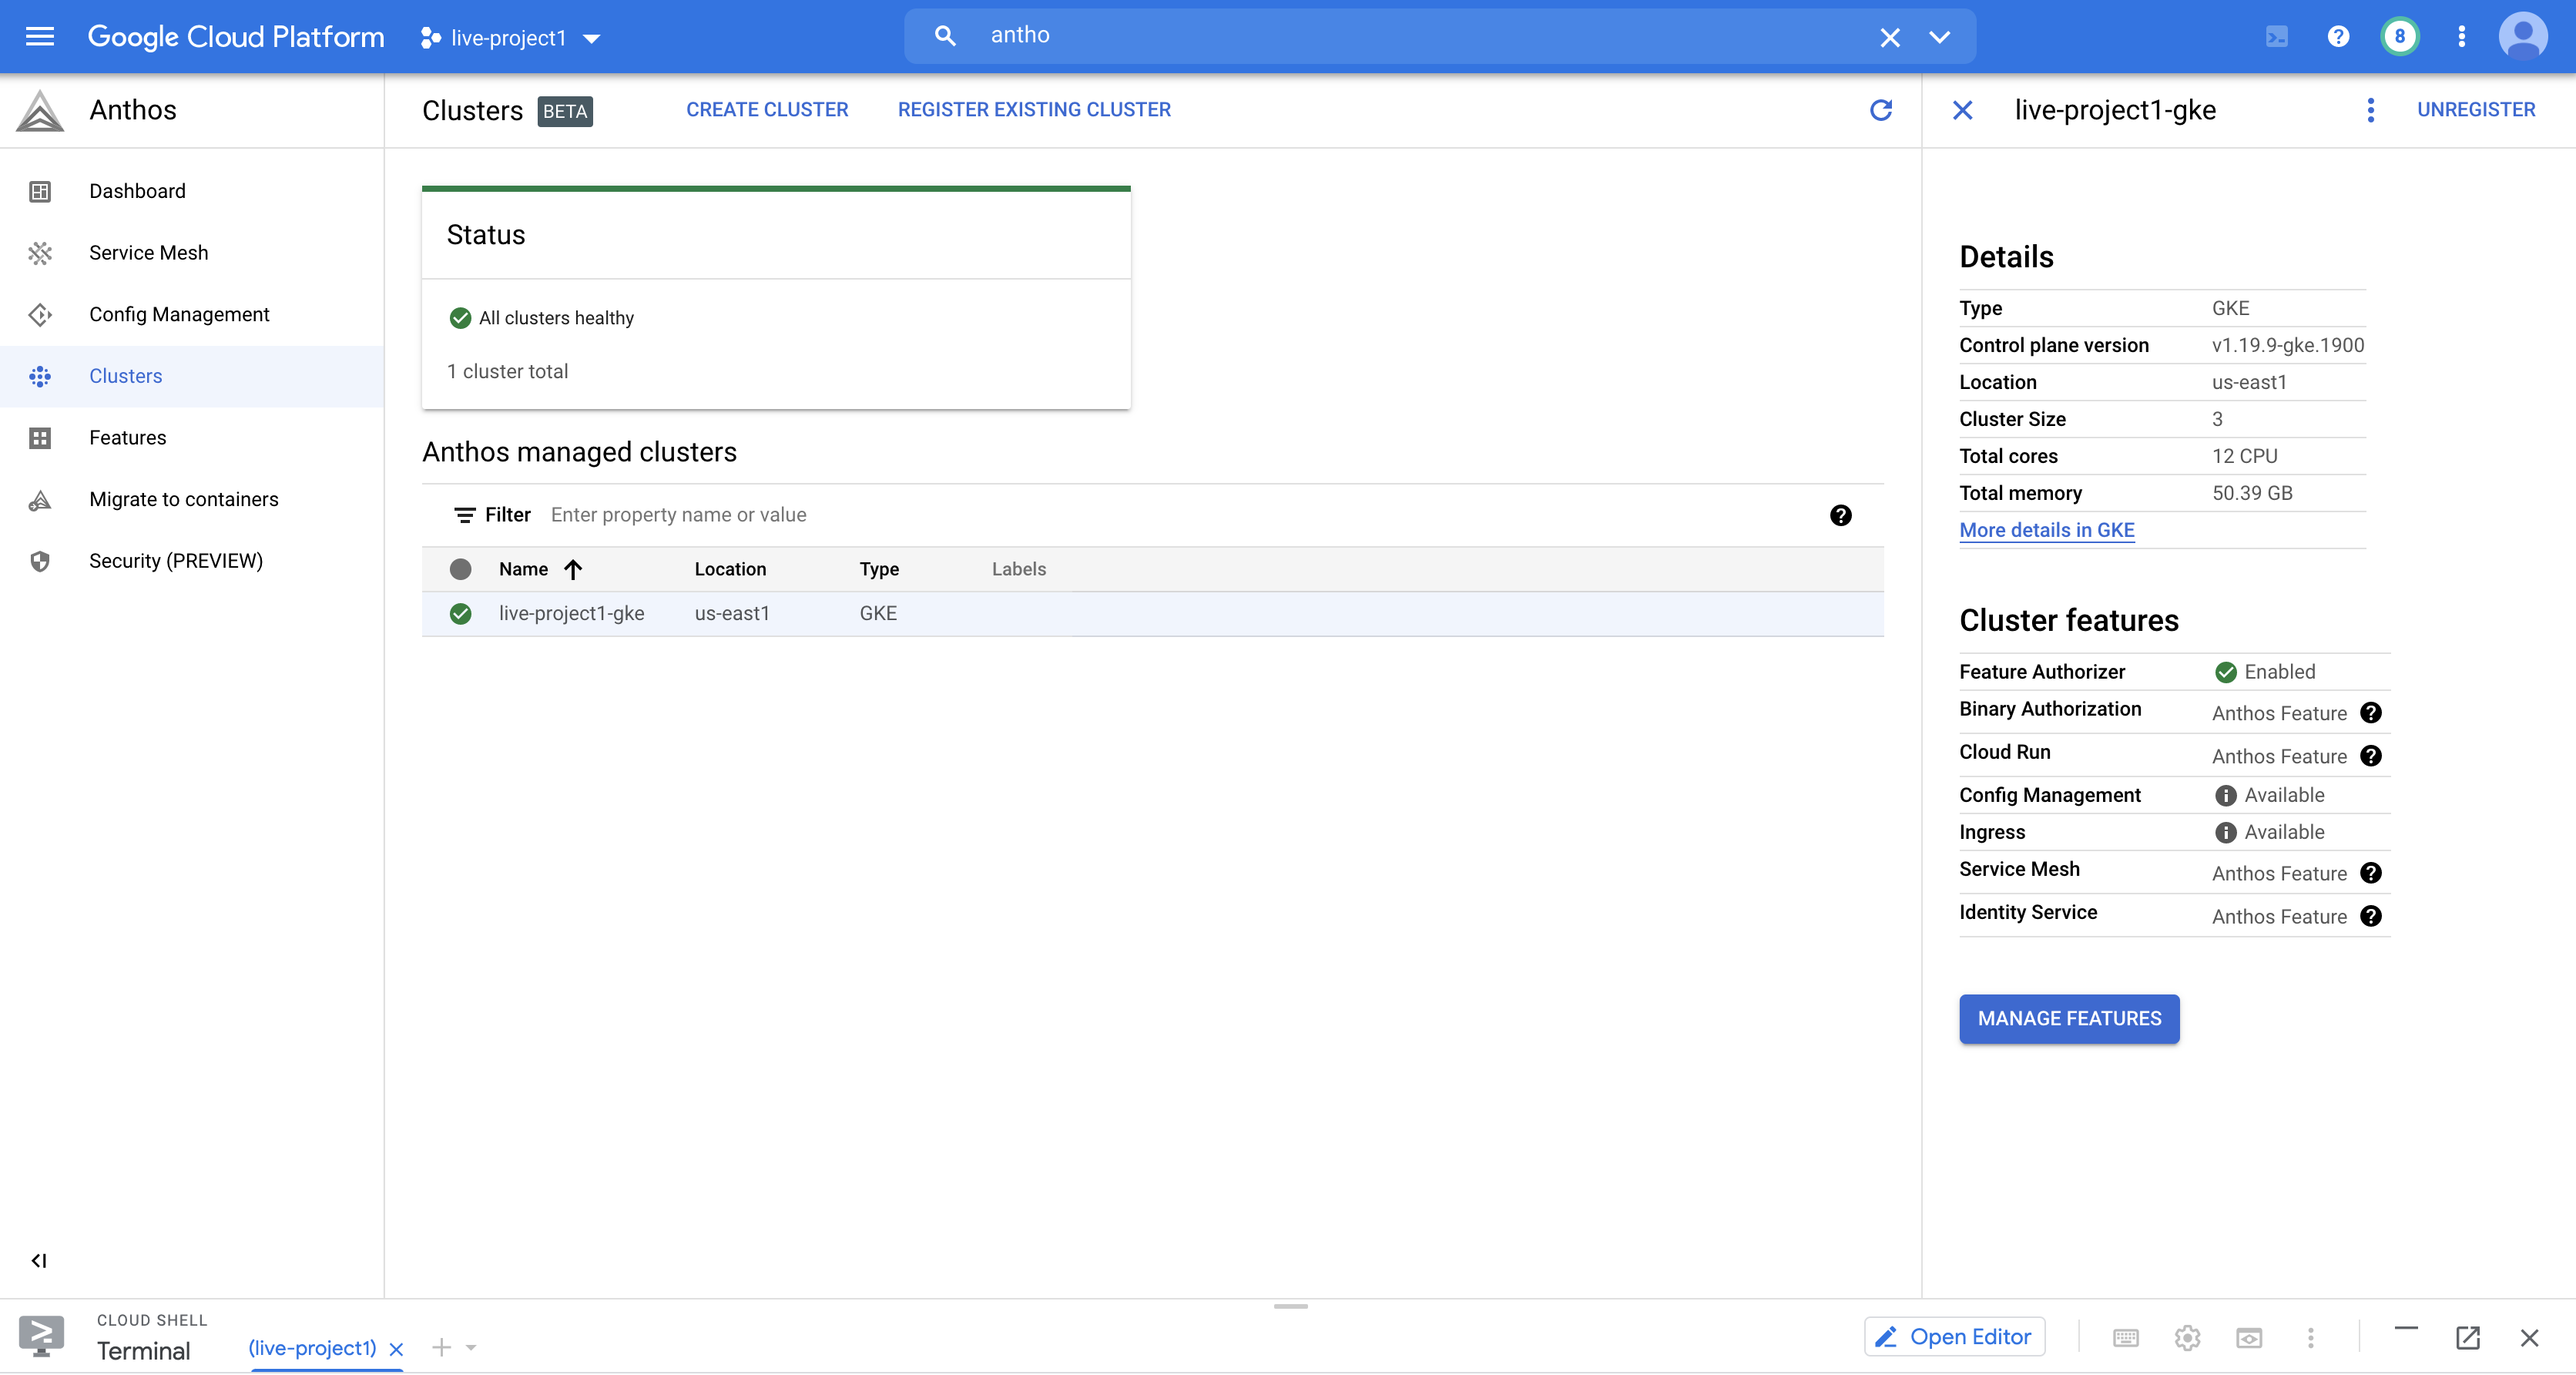 Google Cloud Platform
live-project1
antho
8
Anthos
Clusters BETA
CREATE CLUSTER
REGISTER EXISTING CLUSTER
live-project1-gke
UNREGISTER
Dashboard
Service Mesh
Config Management
Clusters
Features
Migrate to containers
Security (PREVIEW)
Status
All clusters healthy
1 cluster total
Anthos managed clusters
Filter Enter property name or value
Name Location Type Labels
live-project1-gke us-east1 GKE
Details
Type GKE
Control plane version v1.19.9-gke.1900
Location us-east1
Cluster Size 3
Total cores 12 CPU
Total memory 50.39 GB
More details in GKE
Cluster features
Feature Authorizer Enabled
Binary Authorization Anthos Feature
Cloud Run Anthos Feature
Config Management Available
Ingress Available
Service Mesh Anthos Feature
Identity Service Anthos Feature
MANAGE FEATURES
CLOUD SHELL
Terminal
(live-project1)
Open Editor